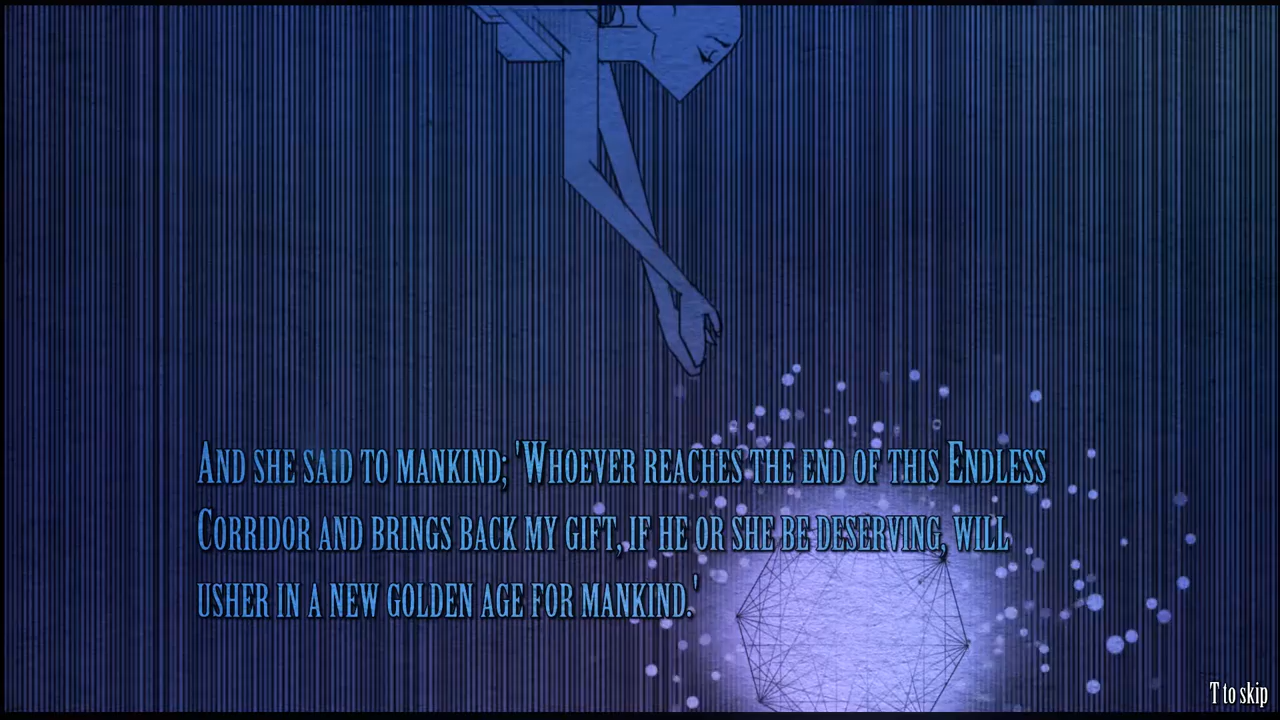 And she said to mankind; 'Whoever reaches the end of this Endless
Corridor and brings back my gift, if he or she be deserving, will
usher in a new golden age for mankind.'
T to skip